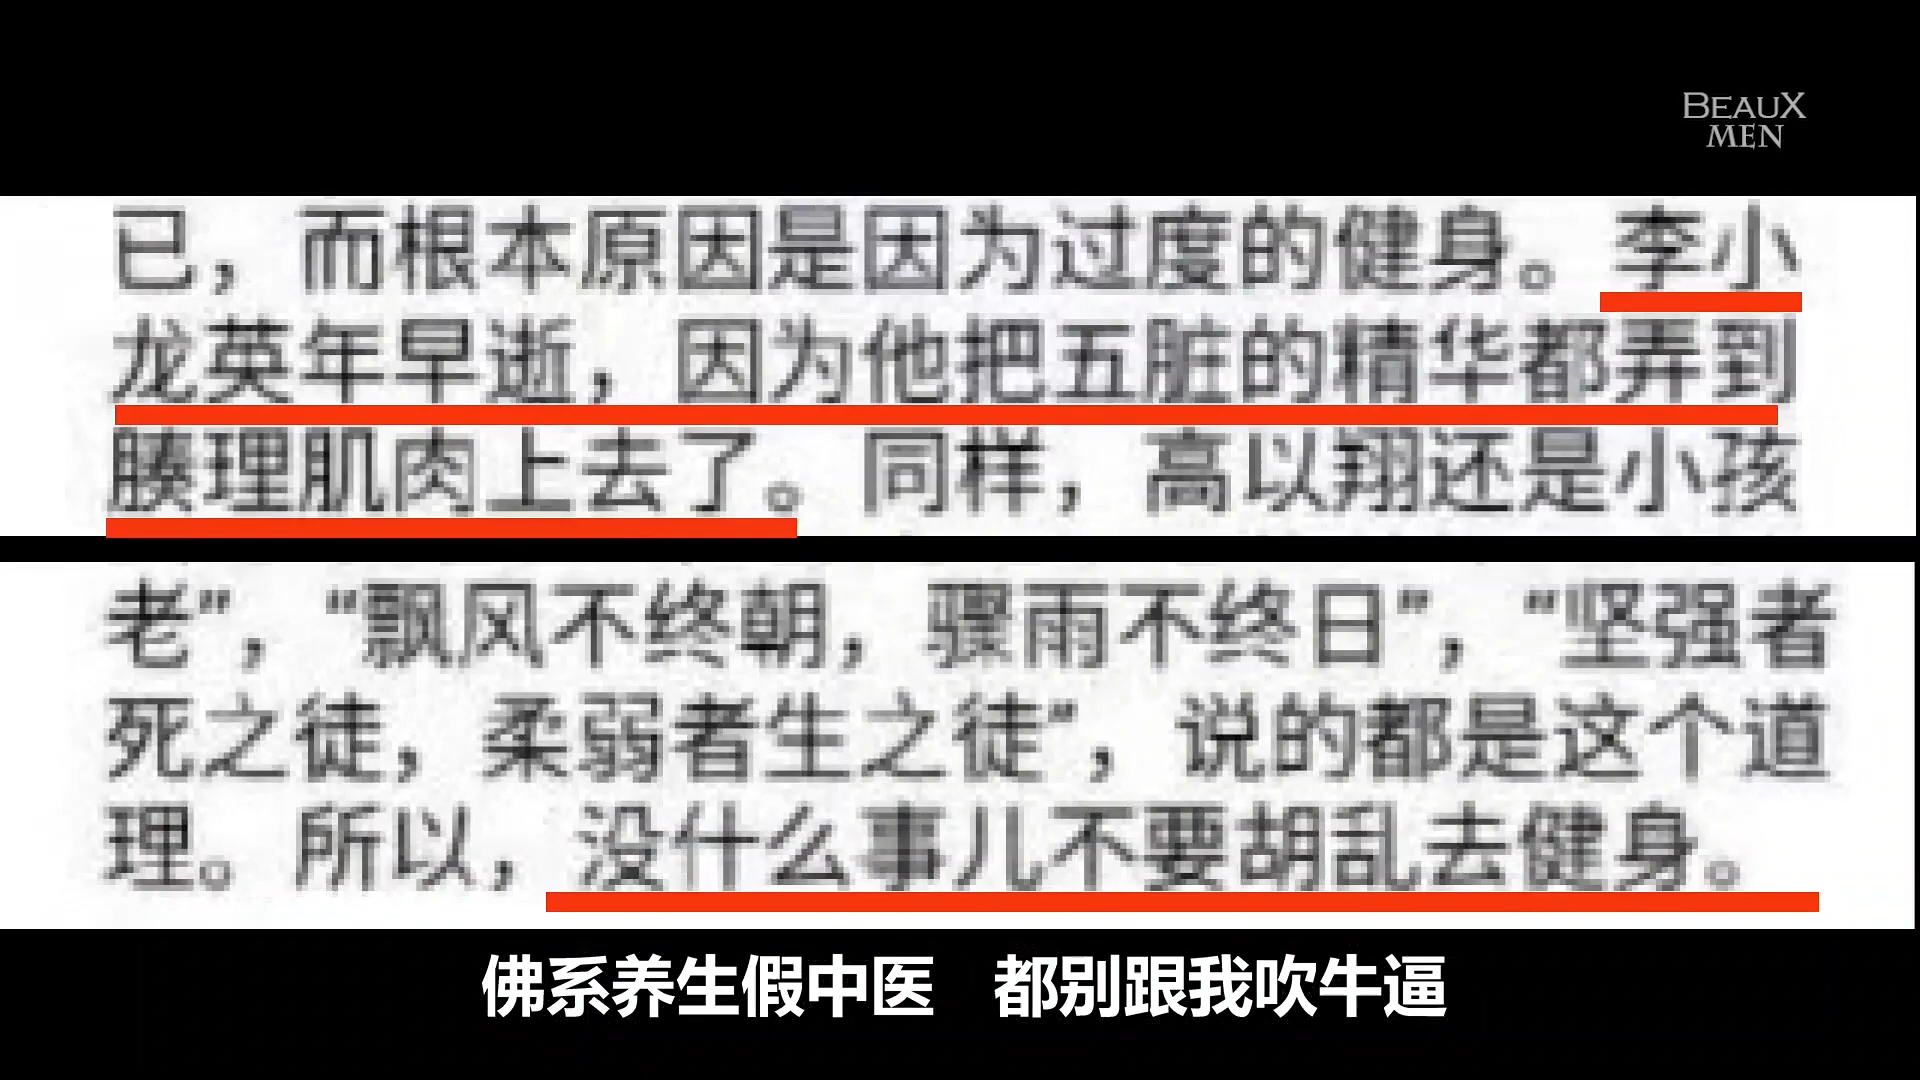 BEAUX
MEN
已，而根本原因是因为过度的健身。李小
龙英年早逝，因为他把五脏的精华都弄到
腠理肌肉上去了。同样，高以翔还是小孩
老”，“飘风不终朝，骤雨不终日”，“坚强者
死之徒，柔弱者生之徒”，说的都是这个道
理。所以，没什么事儿不要胡乱去健身。
佛系养生假中医 都别跟我吹牛逼